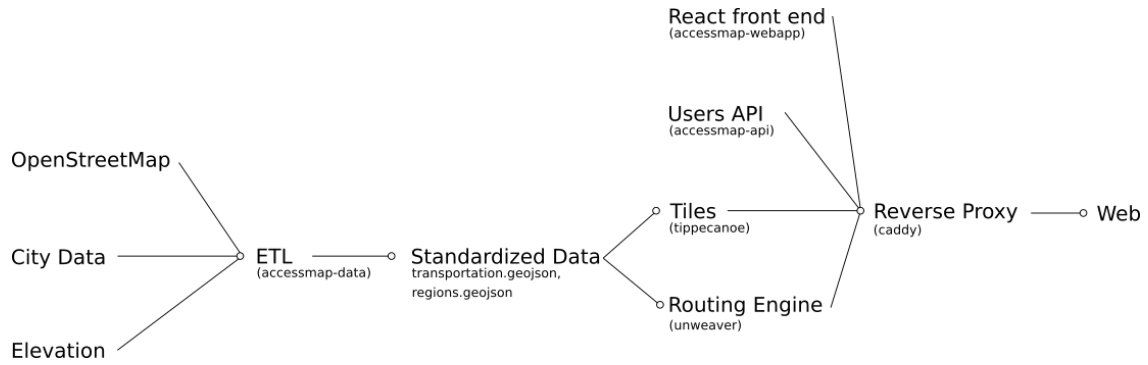 React front end
(accessmap-webapp)
Users API
(accessmap-api)
OpenStreetMap
City Data
Elevation
ETL
(accessmap-data)
Standardized Data
transportation.geojson,
regions.geojson
Tiles
(tippecanoe)
Routing Engine
(unweaver)
Reverse Proxy
(caddy)
Web